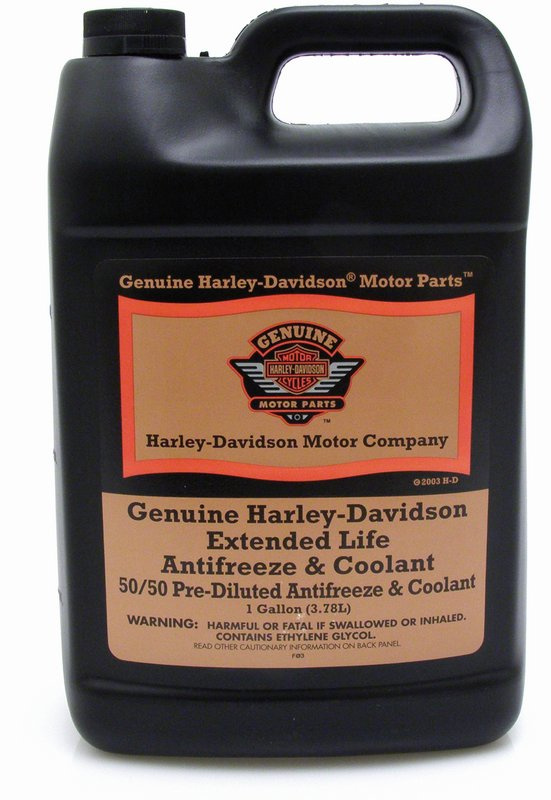 Genuine Harley-Davidson® Motor Parts™
GENUINE
MOTOR
HARLEY-DAVIDSON
CYCLES
MOTOR PARTS
™
Harley-Davidson Motor Company
© 2003 H-D
Genuine Harley-Davidson
Extended Life
Antifreeze & Coolant
50/50 Pre-Diluted Antifreeze & Coolant
1 Gallon (3.78L)
WARNING: HARMFUL OR FATAL IF SWALLOWED OR INHALED.
CONTAINS ETHYLENE GLYCOL.
READ OTHER CAUTIONARY INFORMATION ON BACK PANEL.
FØ3